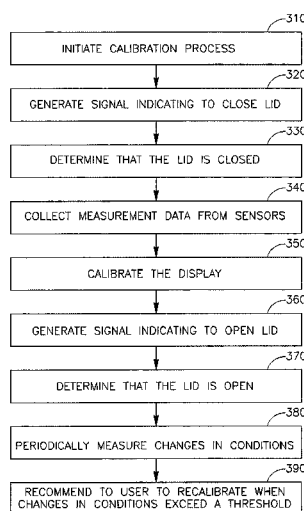 310
INITIATE CALIBRATION PROCESS
320
GENERATE SIGNAL INDICATING TO CLOSE LID
330
DETERMINE THAT THE LID IS CLOSED
340
COLLECT MEASUREMENT DATA FROM SENSORS
350
CALIBRATE THE DISPLAY
360
GENERATE SIGNAL INDICATING TO OPEN LID
370
DETERMINE THAT THE LID IS OPEN
380
PERIODICALLY MEASURE CHANGES IN CONDITIONS
390
RECOMMEND TO USER TO RECALIBRATE WHEN
CHANGES IN CONDITIONS EXCEED A THRESHOLD